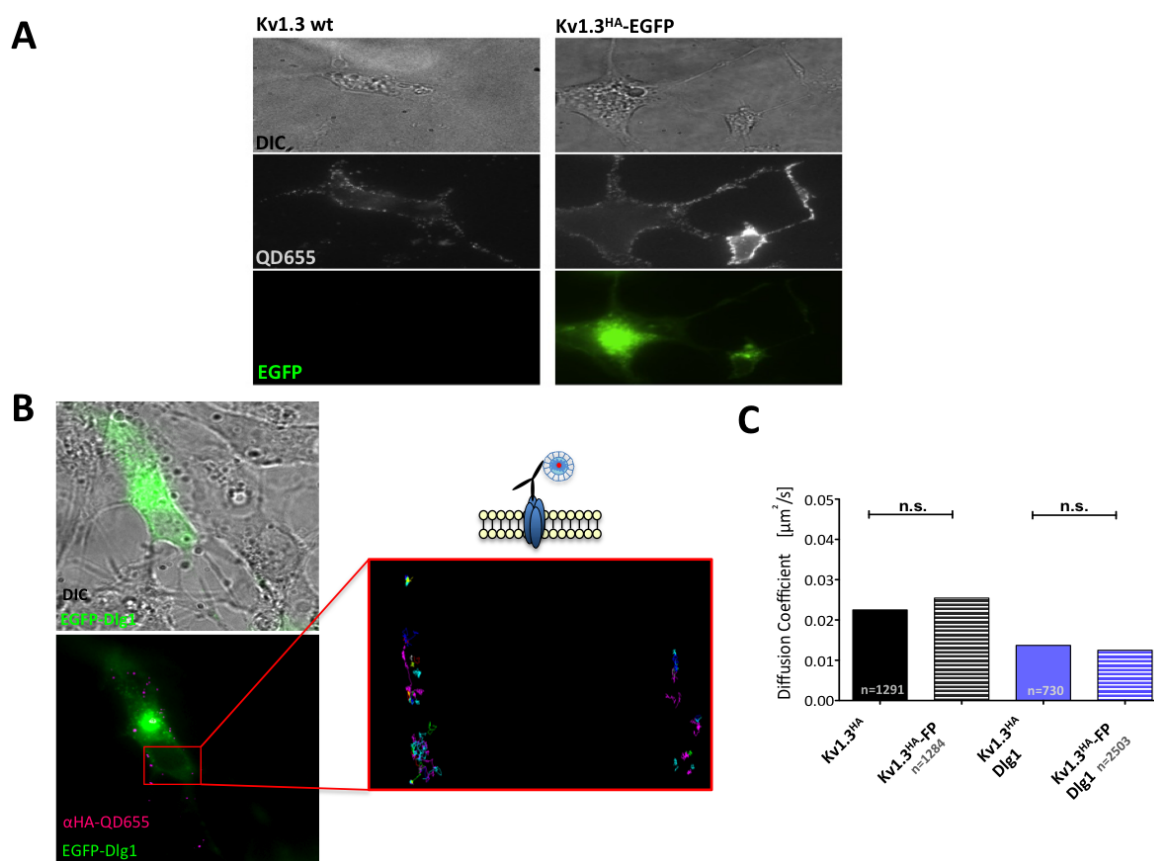 A
Kv1.3 wt
Kv1.3ᴴᴬ-EGFP
DIC
QD655
EGFP
B
DIC
EGFP-Dlg1
αHA-QD655
EGFP-Dlg1
C
Diffusion Coefficient [µm²/s]
0.05
0.04
0.03
0.02
0.01
0.00
n.s.
n.s.
n=1291
n=730
Kv1.3ᴴᴬ
Kv1.3ᴴᴬ-FP
n=1284
Kv1.3ᴴᴬ
Dlg1
Kv1.3ᴴᴬ-FP
Dlg1 n=2503